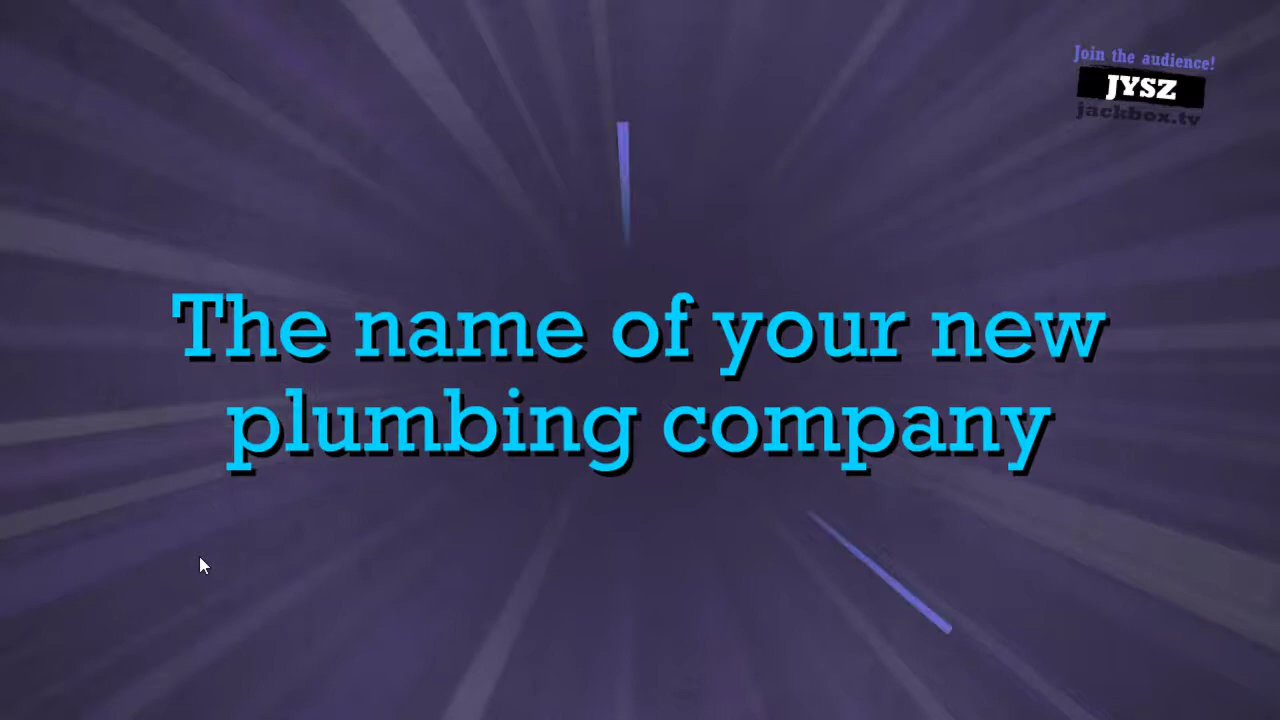 Join the audience!
JYSZ
jackbox.tv
The name of your new
plumbing company